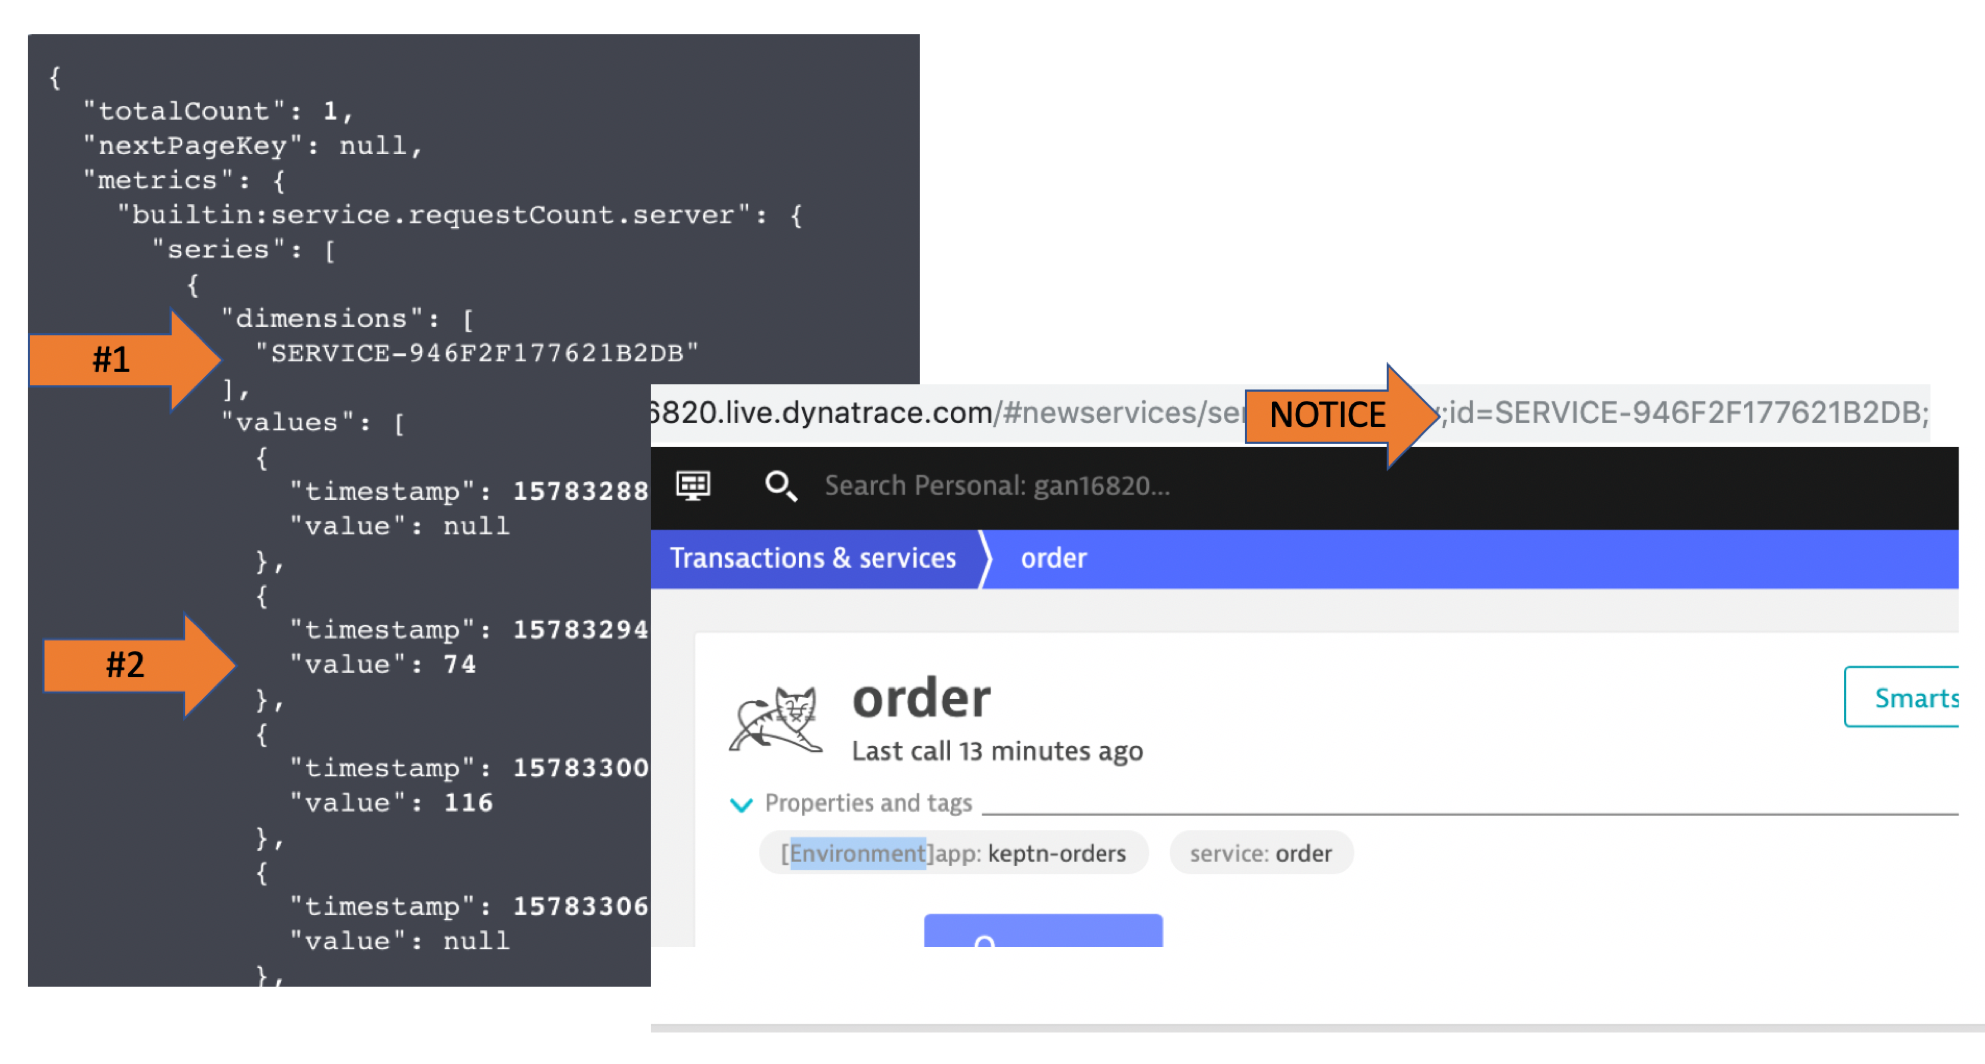 {
"totalCount": 1,
"nextPageKey": null,
"metrics": {
"builtin:service.requestCount.server": {
"series": [
{
"dimensions": [
#1
"SERVICE-946F2F177621B2DB"
],
"values": [
{
"timestamp": 15783288
"value": null
},
{
"timestamp": 15783294
#2
"value": 74
},
{
"timestamp": 15783300
"value": 116
},
{
"timestamp": 15783306
"value": null
},
6820.live.dynatrace.com/#newservices/ser NOTICE ;id=SERVICE-946F2F177621B2DB;
Search Personal: gan16820...
Transactions & services order
order
Smarts
Last call 13 minutes ago
Properties and tags
[Environment]app: keptn-orders service: order